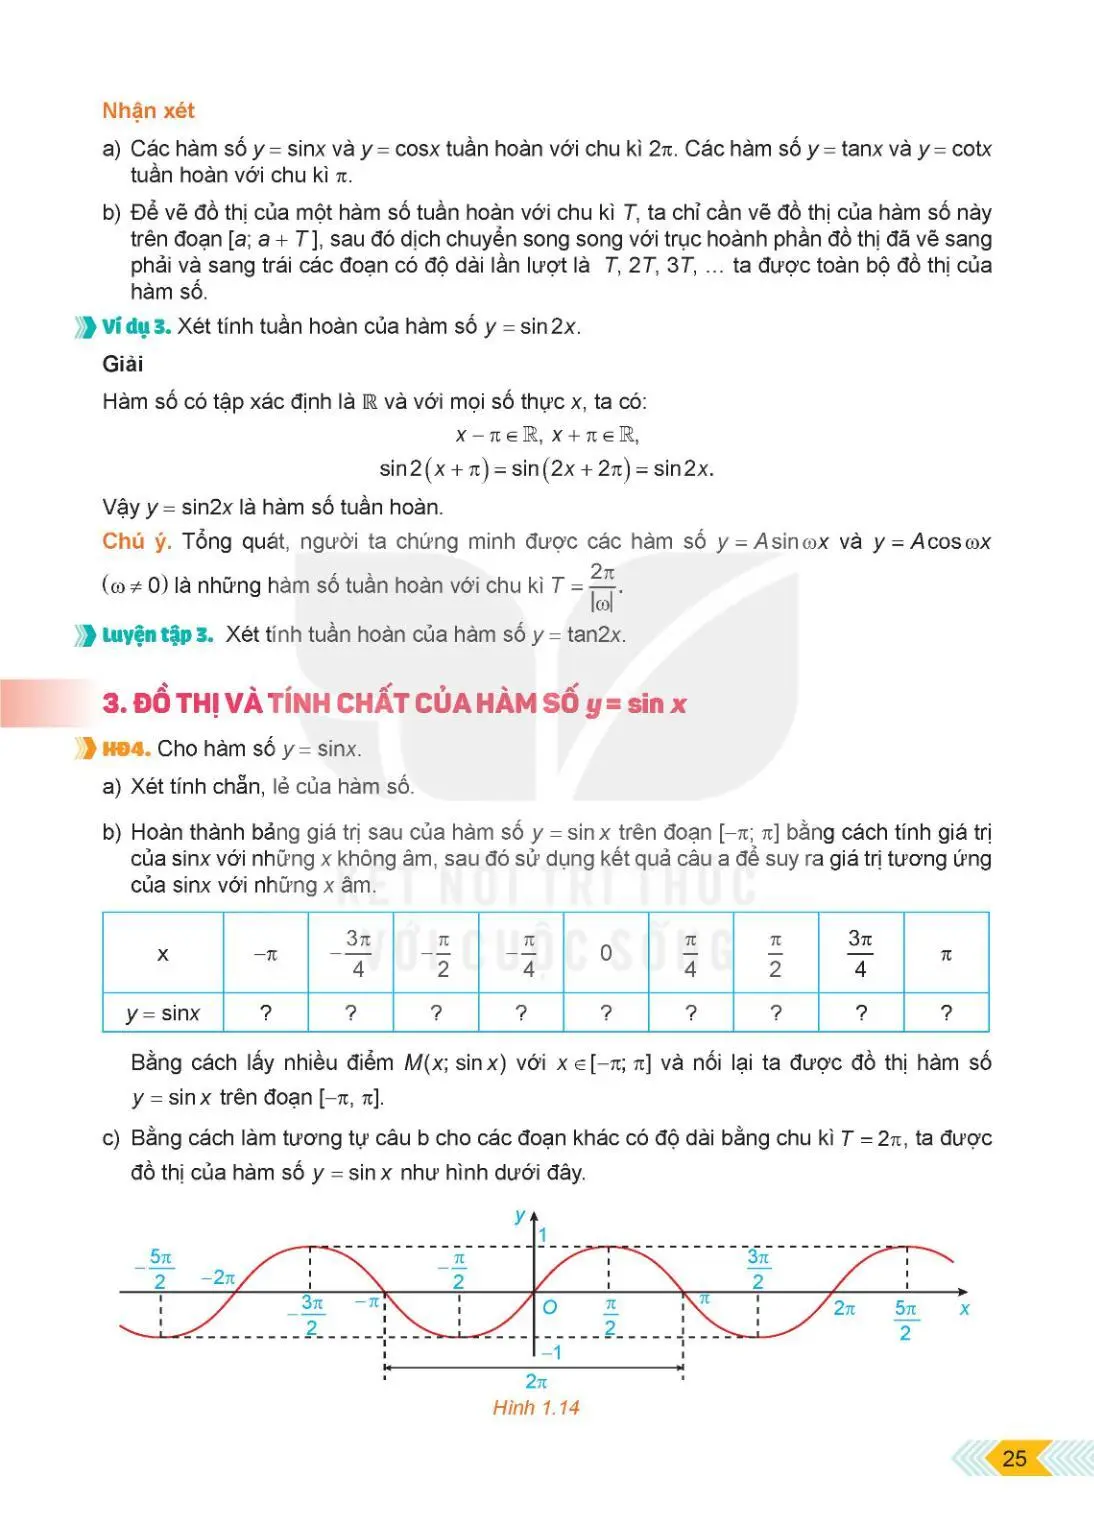 Nhận xét
a) Các hàm số y = sinx và y = cosx tuần hoàn với chu kì 2π. Các hàm số y = tanx và y = cotx
tuần hoàn với chu kì π.
b) Để vẽ đồ thị của một hàm số tuần hoàn với chu kì T, ta chỉ cần vẽ đồ thị của hàm số này
trên đoạn [a; a + T], sau đó dịch chuyển song song với trục hoành phần đồ thị đã vẽ sang
phải và sang trái các đoạn có độ dài lần lượt là T, 2T, 3T, ... ta được toàn bộ đồ thị của
hàm số.
Ví dụ 3. Xét tính tuần hoàn của hàm số y = sin2x.
Giải
Hàm số có tập xác định là ℝ và với mọi số thực x, ta có:
x − π ∈ ℝ, x + π ∈ ℝ,
sin2(x + π) = sin(2x + 2π) = sin2x.
Vậy y = sin2x là hàm số tuần hoàn.
Chú ý. Tổng quát, người ta chứng minh được các hàm số y = Asinωx và y = Acosωx
(ω ≠ 0) là những hàm số tuần hoàn với chu kì T = 2π/|ω|.
Luyện tập 3. Xét tính tuần hoàn của hàm số y = tan2x.
3. ĐỒ THỊ VÀ TÍNH CHẤT CỦA HÀM SỐ y = sin x
HĐ4. Cho hàm số y = sinx.
a) Xét tính chẵn, lẻ của hàm số.
b) Hoàn thành bảng giá trị sau của hàm số y = sin x trên đoạn [−π; π] bằng cách tính giá trị
của sinx với những x không âm, sau đó sử dụng kết quả câu a để suy ra giá trị tương ứng
của sinx với những x âm.
KẾT NỐI TRI THỨC
VỚI CUỘC SỐNG
x −π −3π/4 −π/2 −π/4 0 π/4 π/2 3π/4 π
y = sinx ? ? ? ? ? ? ? ? ?
Bằng cách lấy nhiều điểm M(x; sin x) với x ∈ [−π; π] và nối lại ta được đồ thị hàm số
y = sin x trên đoạn [−π, π].
c) Bằng cách làm tương tự câu b cho các đoạn khác có độ dài bằng chu kì T = 2π, ta được
đồ thị của hàm số y = sin x như hình dưới đây.
y
1
−5π/2 −2π −π/2 3π/2
−3π/2 −π O π/2 π 2π 5π/2 x
−1
2π
Hình 1.14
25